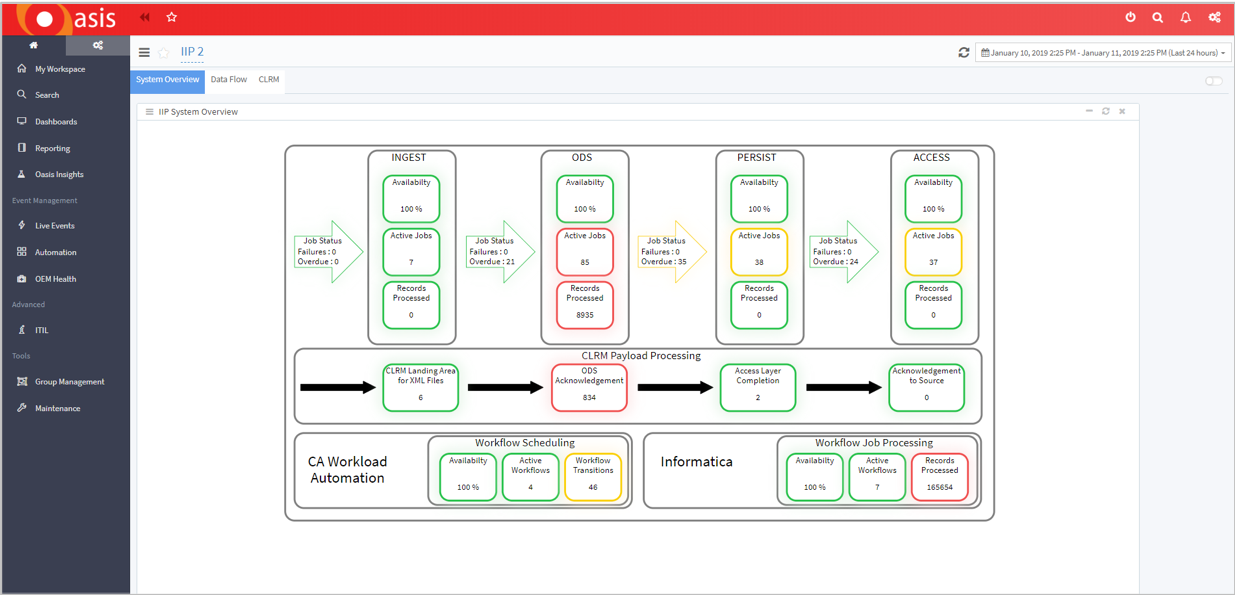 asis
My Workspace
Search
Dashboards
Reporting
Oasis Insights
Event Management
Live Events
Automation
OEM Health
Advanced
ITIL
Tools
Group Management
Maintenance
IIP 2
January 10, 2019 2:25 PM - January 11, 2019 2:25 PM (Last 24 hours)
System Overview
Data Flow
CLRM
IIP System Overview
Job Status
Failures : 0
Overdue : 0
INGEST
Availabilty
100 %
Active Jobs
7
Records
Processed
0
Job Status
Failures : 0
Overdue : 21
ODS
Availabilty
100 %
Active Jobs
85
Records
Processed
8935
Job Status
Failures : 0
Overdue : 35
PERSIST
Availabilty
100 %
Active Jobs
38
Records
Processed
0
Job Status
Failures : 0
Overdue : 24
ACCESS
Availabilty
100 %
Active Jobs
37
Records
Processed
0
CLRM Payload Processing
CLRM Landing Area
for XML Files
6
ODS
Acknowledgement
834
Access Layer
Completion
2
Acknowledgement
to Source
0
CA Workload
Automation
Workflow Scheduling
Availabilty
100 %
Active
Workflows
4
Workflow
Transitions
46
Informatica
Workflow Job Processing
Availabilty
100 %
Active
Workflows
7
Records
Processed
165654